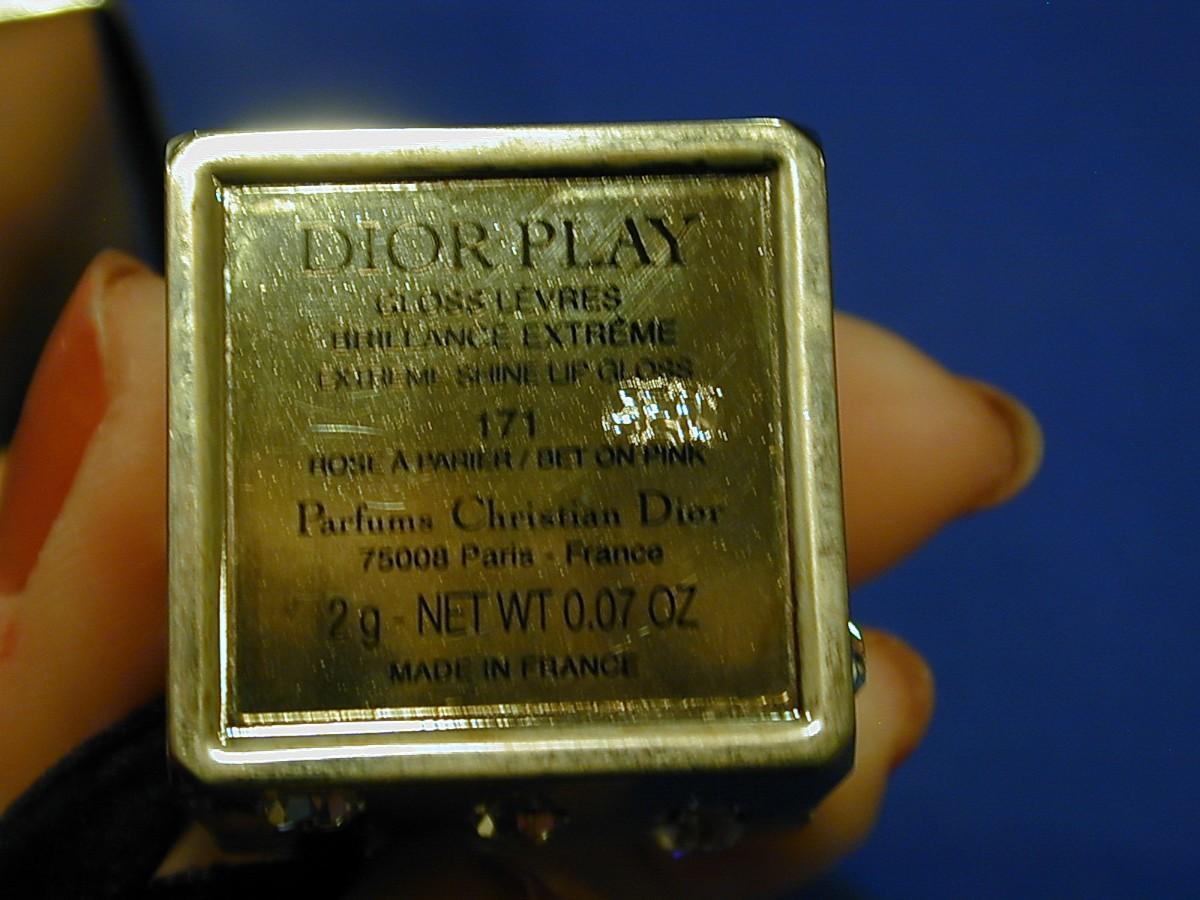 DIOR PLAY
GLOSS LÈVRES
BRILLANCE EXTRÊME
EXTREME SHINE LIP GLOSS
171
ROSE À PARIER / BET ON PINK
Parfums Christian Dior
75008 Paris - France
2 g - NET WT 0.07 OZ
MADE IN FRANCE